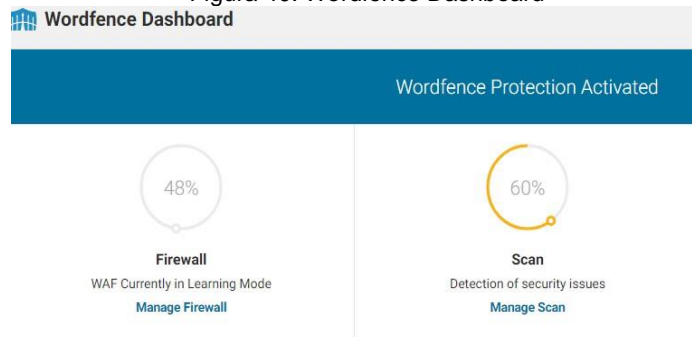 Wordfence Dashboard
Wordfence Protection Activated
48%
Firewall
WAF Currently in Learning Mode
Manage Firewall
60%
Scan
Detection of security issues
Manage Scan